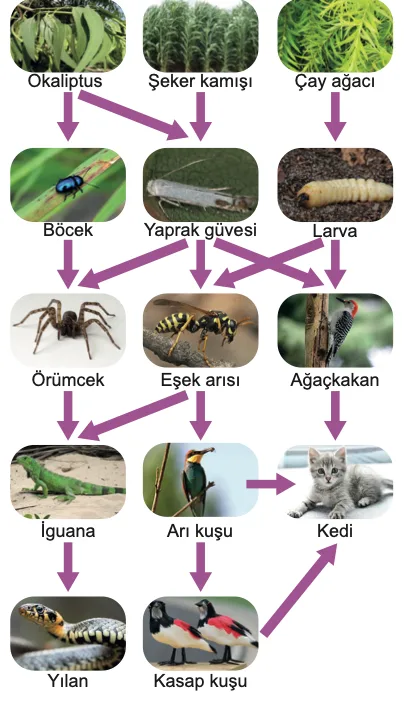 Okaliptus
Şeker kamışı
Çay ağacı
Böcek
Yaprak güvesi
Larva
Örümcek
Eşek arısı
Ağaçkakan
İguana
Arı kuşu
Kedi
Yılan
Kasap kuşu